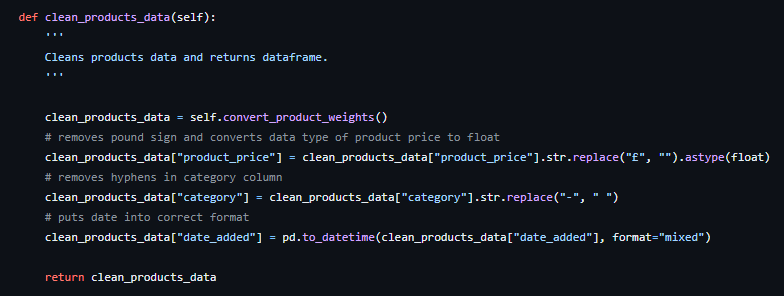 def clean_products_data(self):
'''
Cleans products data and returns dataframe.
'''
clean_products_data = self.convert_product_weights()
# removes pound sign and converts data type of product price to float
clean_products_data["product_price"] = clean_products_data["product_price"].str.replace("£", "").astype(float)
# removes hyphens in category column
clean_products_data["category"] = clean_products_data["category"].str.replace("-", " ")
# puts date into correct format
clean_products_data["date_added"] = pd.to_datetime(clean_products_data["date_added"], format="mixed")
return clean_products_data